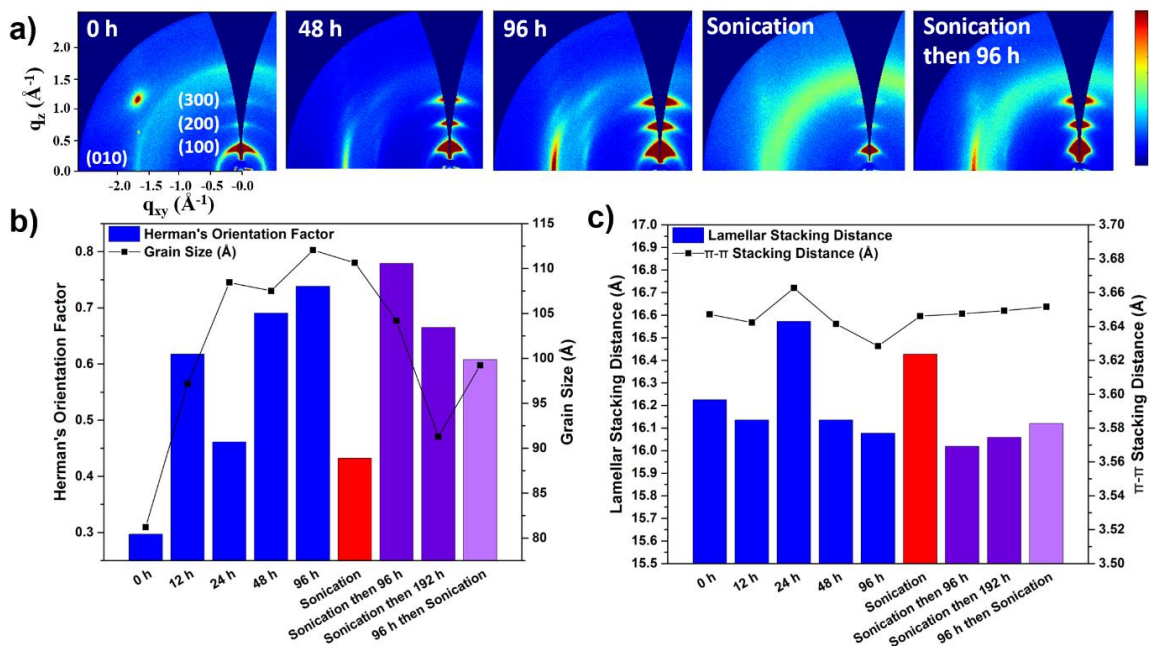 a)
0 h
48 h
96 h
Sonication
Sonication
then 96 h
2.0
1.5
1.0
0.5
0.0
q_z (Å⁻¹)
(300)
(200)
(100)
(010)
-2.0 -1.5 -1.0 -0.5 -0.0
q_xy (Å⁻¹)
b)
Herman's Orientation Factor
Grain Size (Å)
0.8
0.7
0.6
0.5
0.4
0.3
Herman's Orientation Factor
115
110
105
100
95
90
85
80
Grain Size (Å)
0 h
12 h
24 h
48 h
96 h
Sonication
Sonication then 96 h
Sonication then 192 h
96 h then Sonication
c)
Lamellar Stacking Distance
π-π Stacking Distance (Å)
17.0
16.9
16.8
16.7
16.6
16.5
16.4
16.3
16.2
16.1
16.0
15.9
15.8
15.7
15.6
15.5
Lamellar Stacking Distance (Å)
3.70
3.68
3.66
3.64
3.62
3.60
3.58
3.56
3.54
3.52
3.50
π-π Stacking Distance (Å)
0 h
12 h
24 h
48 h
96 h
Sonication
Sonication then 96 h
Sonication then 192 h
96 h then Sonication